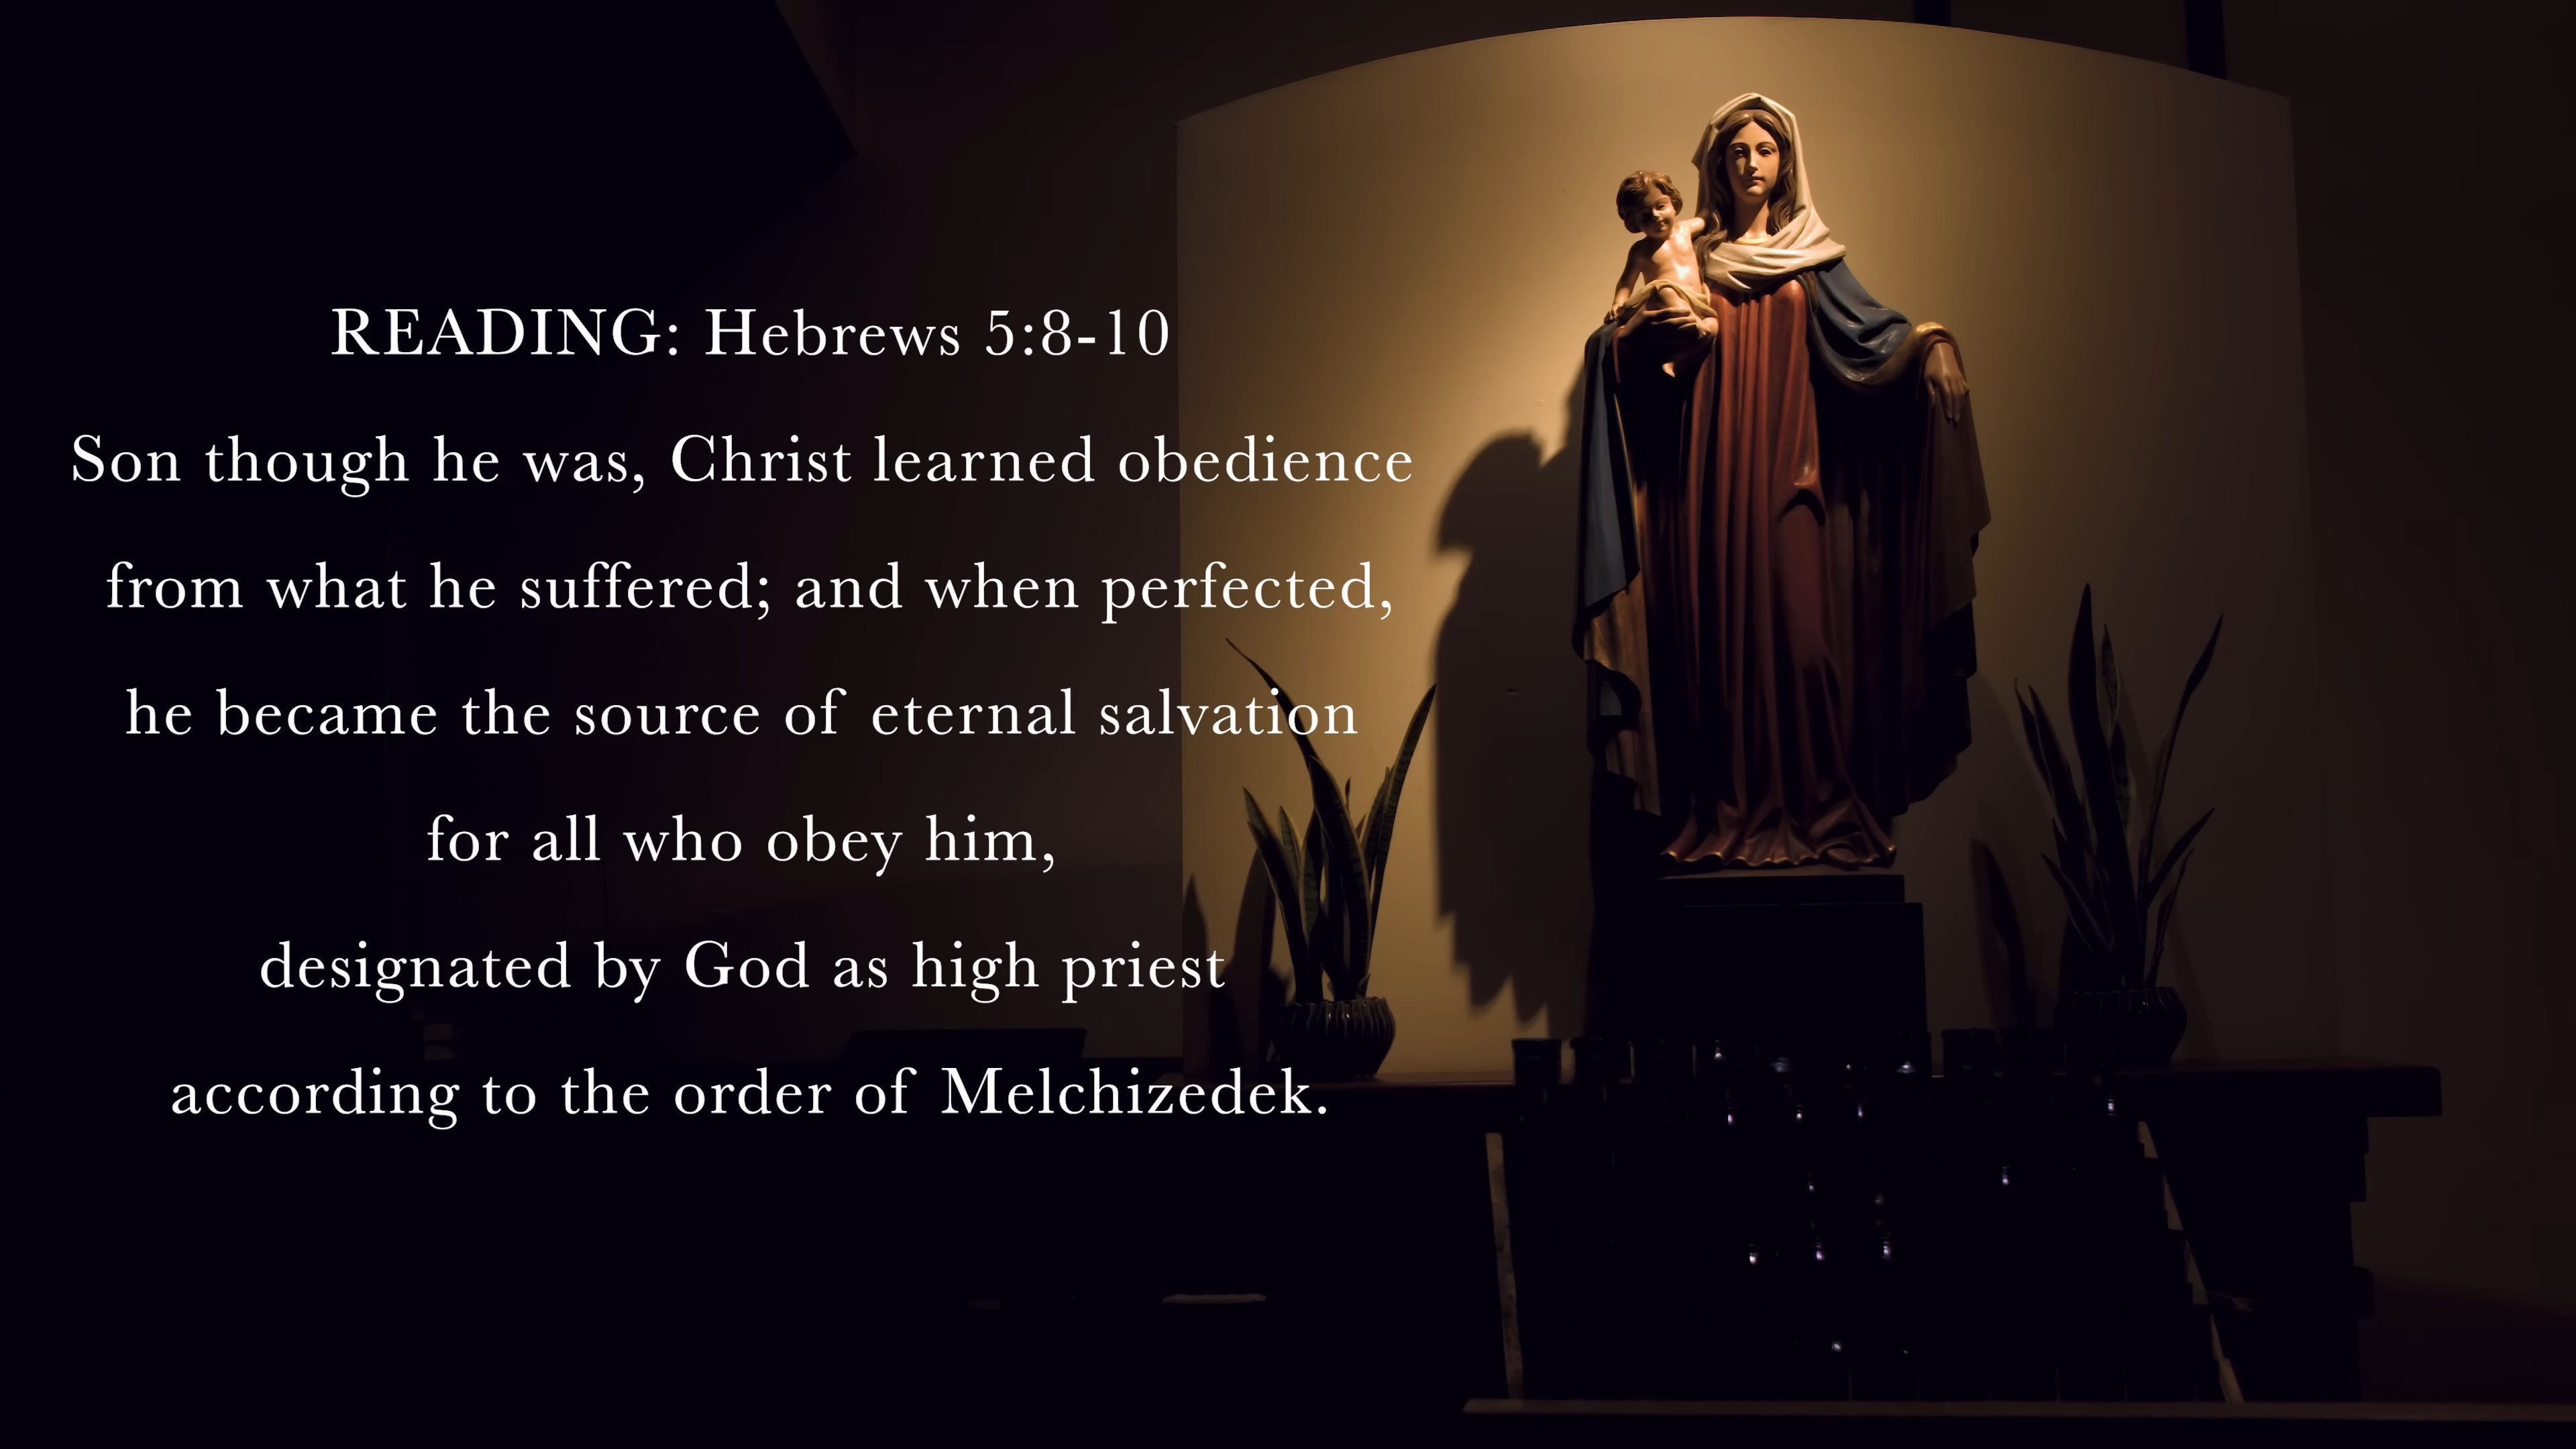 READING: Hebrews 5:8-10
Son though he was, Christ learned obedience
from what he suffered; and when perfected,
he became the source of eternal salvation
for all who obey him,
designated by God as high priest
according to the order of Melchizedek.